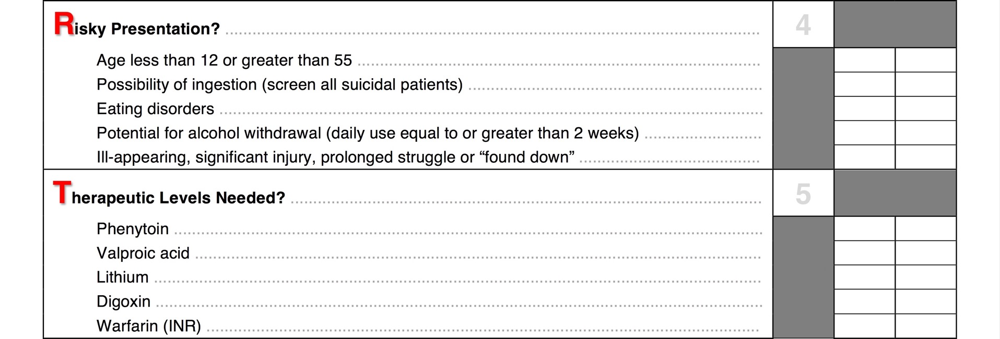 Risky Presentation? 4
Age less than 12 or greater than 55
Possibility of ingestion (screen all suicidal patients)
Eating disorders
Potential for alcohol withdrawal (daily use equal to or greater than 2 weeks)
Ill-appearing, significant injury, prolonged struggle or “found down”
Therapeutic Levels Needed? 5
Phenytoin
Valproic acid
Lithium
Digoxin
Warfarin (INR)